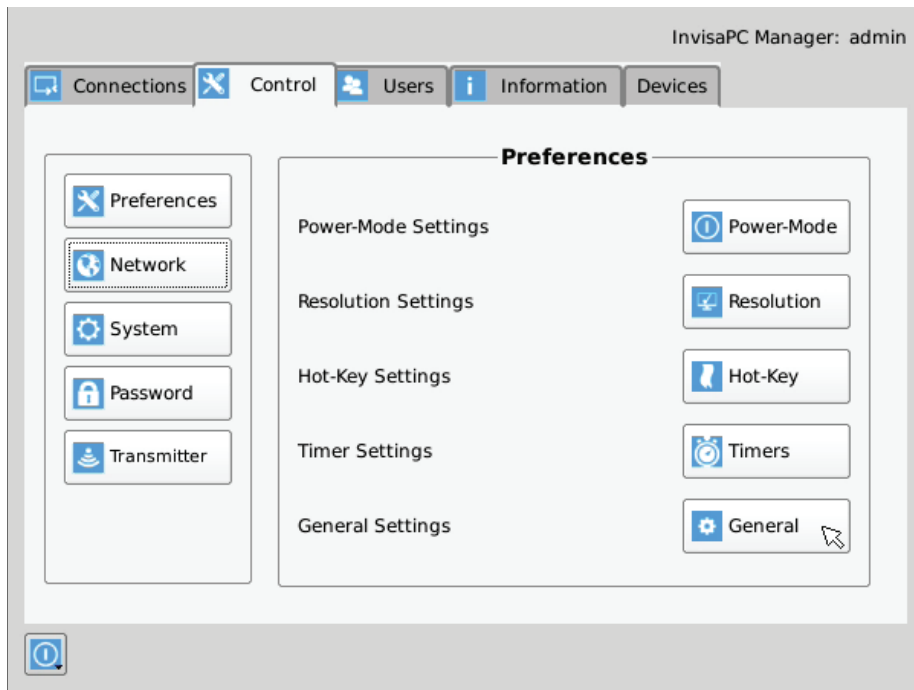 InvisaPC Manager: admin
Connections Control Users Information Devices
Preferences
Preferences
Network
System
Password
Transmitter
Power-Mode Settings Power-Mode
Resolution Settings Resolution
Hot-Key Settings Hot-Key
Timer Settings Timers
General Settings General